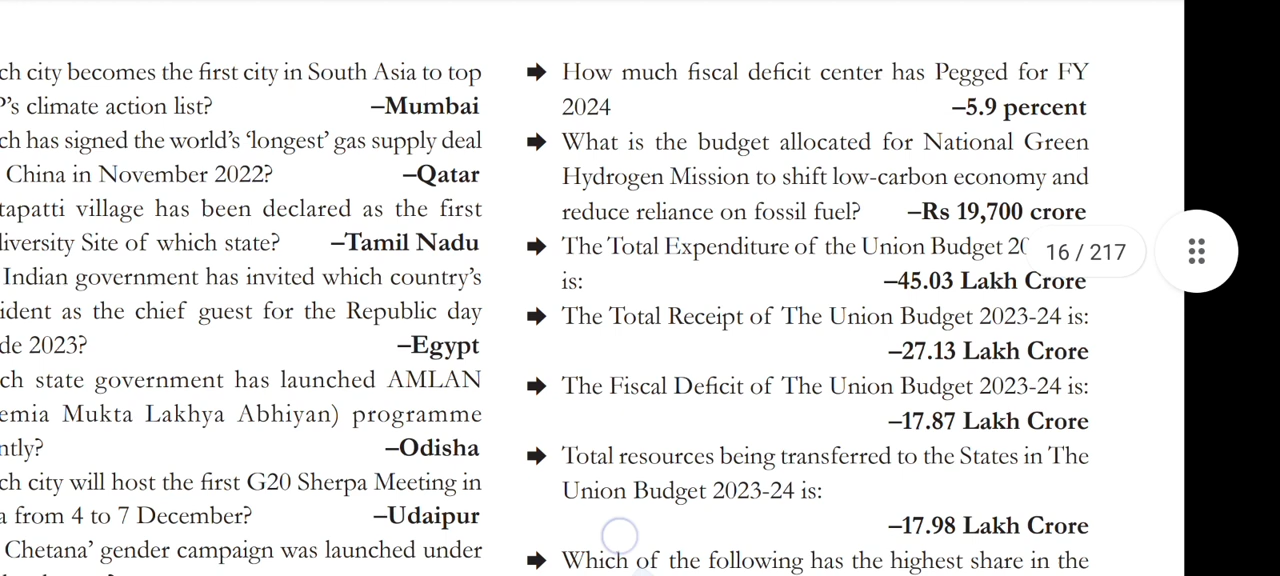 ch city becomes the first city in South Asia to top
P's climate action list? –Mumbai
ch has signed the world's 'longest' gas supply deal
China in November 2022? –Qatar
tapatti village has been declared as the first
iversity Site of which state? –Tamil Nadu
Indian government has invited which country's
ident as the chief guest for the Republic day
de 2023? –Egypt
ch state government has launched AMLAN
emia Mukta Lakhya Abhiyan) programme
ntly? –Odisha
ch city will host the first G20 Sherpa Meeting in
a from 4 to 7 December? –Udaipur
Chetana' gender campaign was launched under
➡ How much fiscal deficit center has Pegged for FY
2024 –5.9 percent
➡ What is the budget allocated for National Green
Hydrogen Mission to shift low-carbon economy and
reduce reliance on fossil fuel? –Rs 19,700 crore
➡ The Total Expenditure of the Union Budget 20
is: –45.03 Lakh Crore
➡ The Total Receipt of The Union Budget 2023-24 is:
–27.13 Lakh Crore
➡ The Fiscal Deficit of The Union Budget 2023-24 is:
–17.87 Lakh Crore
➡ Total resources being transferred to the States in The
Union Budget 2023-24 is:
–17.98 Lakh Crore
➡ Which of the following has the highest share in the
16 / 217